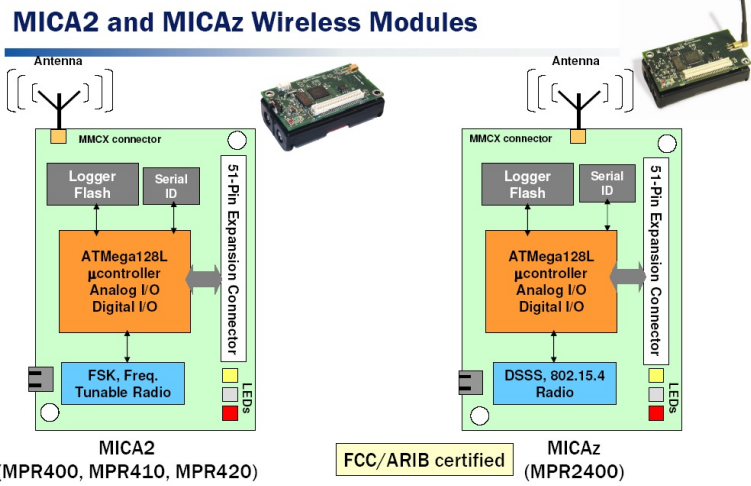 MICA2 and MICAz Wireless Modules
Antenna
MMCX connector
Logger
Flash
Serial
ID
51-Pin Expansion Connector
ATMega128L
μcontroller
Analog I/O
Digital I/O
FSK, Freq.
Tunable Radio
LEDs
MICA2
(MPR400, MPR410, MPR420)
Antenna
MMCX connector
Logger
Flash
Serial
ID
51-Pin Expansion Connector
ATMega128L
μcontroller
Analog I/O
Digital I/O
DSSS, 802.15.4
Radio
LEDs
MICAz
(MPR2400)
FCC/ARIB certified